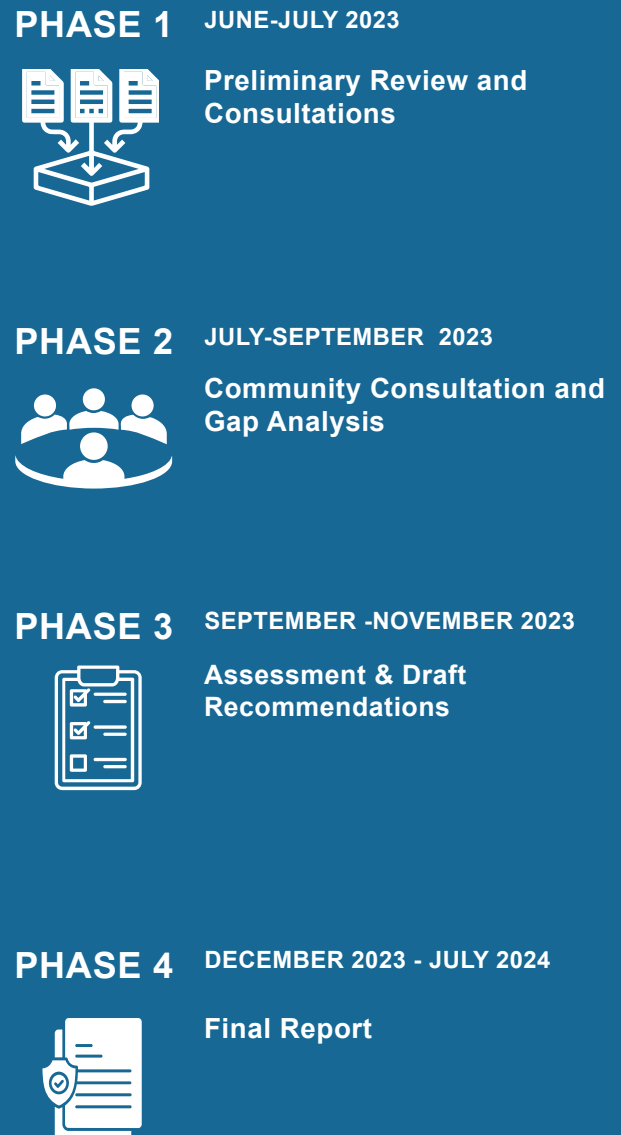 PHASE 1
JUNE-JULY 2023
Preliminary Review and
Consultations
PHASE 2
JULY-SEPTEMBER  2023
Community Consultation and
Gap Analysis
PHASE 3
SEPTEMBER -NOVEMBER 2023
Assessment & Draft
Recommendations
PHASE 4
DECEMBER 2023 - JULY 2024
Final Report